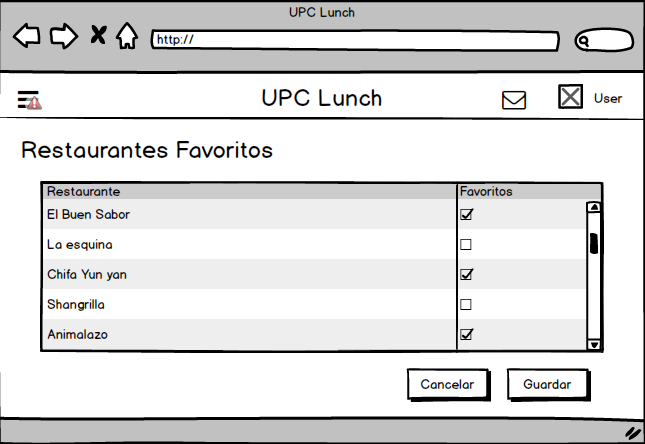 UPC Lunch
http://
UPC Lunch
User
Restaurantes Favoritos
Restaurante Favoritos
El Buen Sabor
La esquina
Chifa Yun yan
Shangrilla
Animalazo
Cancelar Guardar